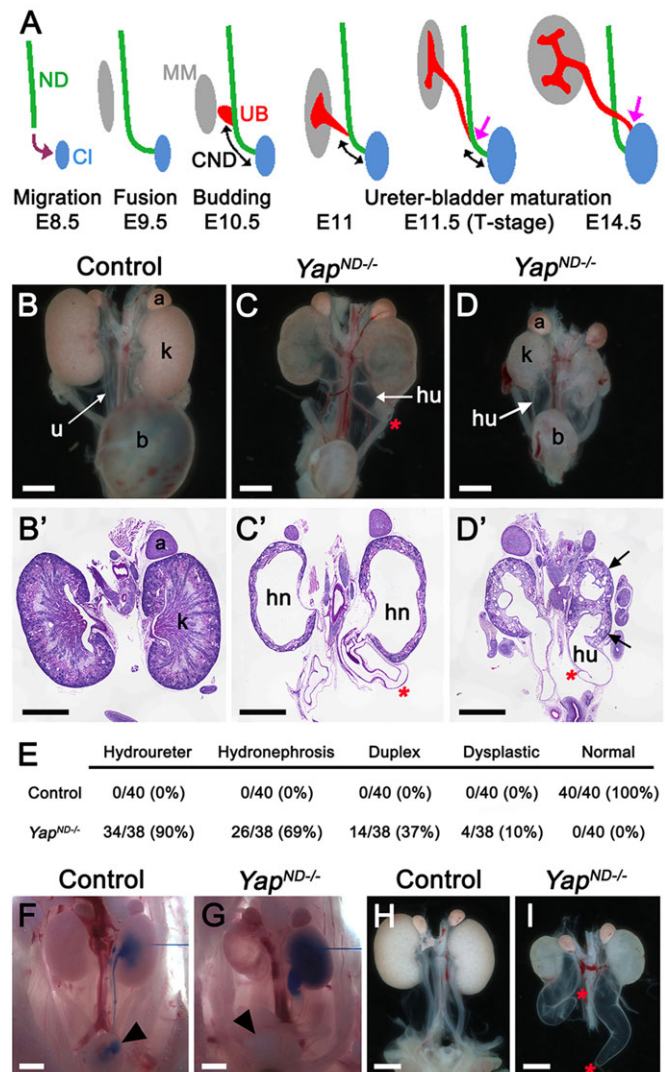 A
ND
CI
MM
UB
CND
Migration Fusion Budding Ureter-bladder maturation
E8.5 E9.5 E10.5 E11 E11.5 (T-stage) E14.5
Control Yap^ND-/- Yap^ND-/-
B C D
a a
k k
hu hu
u b * b
B' C' D'
a
k hn hn hu
* *
E
Hydroureter Hydronephrosis Duplex Dysplastic Normal
Control 0/40 (0%) 0/40 (0%) 0/40 (0%) 0/40 (0%) 40/40 (100%)
Yap^ND-/- 34/38 (90%) 26/38 (69%) 14/38 (37%) 4/38 (10%) 0/40 (0%)
Control Yap^ND-/- Control Yap^ND-/-
F G H I
*
*